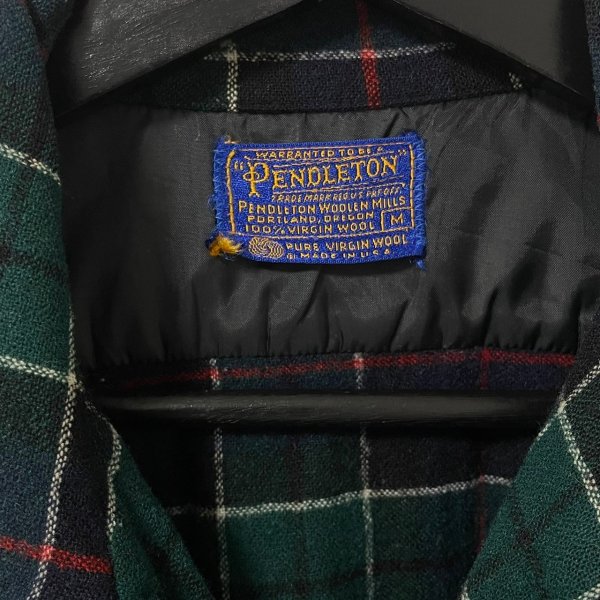 WARRANTED TO BE A
"PENDLETON"
TRADE MARK REG U.S. PAT. OFF.
PENDLETON WOOLEN MILLS
PORTLAND, OREGON
100% VIRGIN WOOL M
PURE VIRGIN WOOL
MADE IN U.S.A.